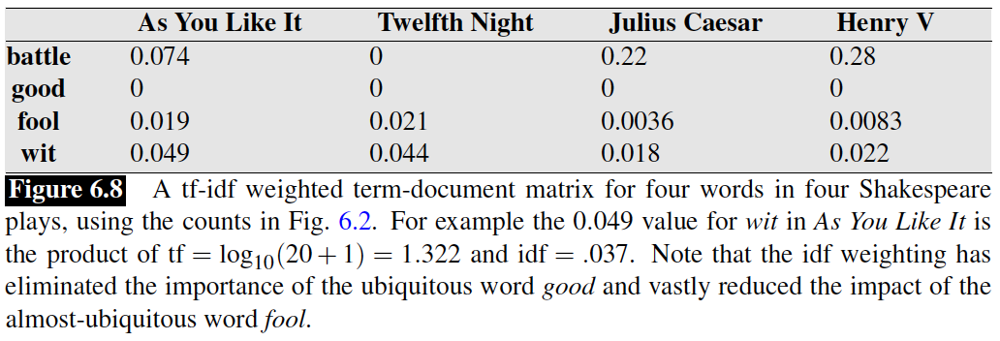 As You Like It Twelfth Night Julius Caesar Henry V
battle 0.074 0 0.22 0.28
good 0 0 0 0
fool 0.019 0.021 0.0036 0.0083
wit 0.049 0.044 0.018 0.022
Figure 6.8 A tf-idf weighted term-document matrix for four words in four Shakespeare
plays, using the counts in Fig. 6.2. For example the 0.049 value for wit in As You Like It is
the product of tf = log10(20 + 1) = 1.322 and idf = .037. Note that the idf weighting has
eliminated the importance of the ubiquitous word good and vastly reduced the impact of the
almost-ubiquitous word fool.